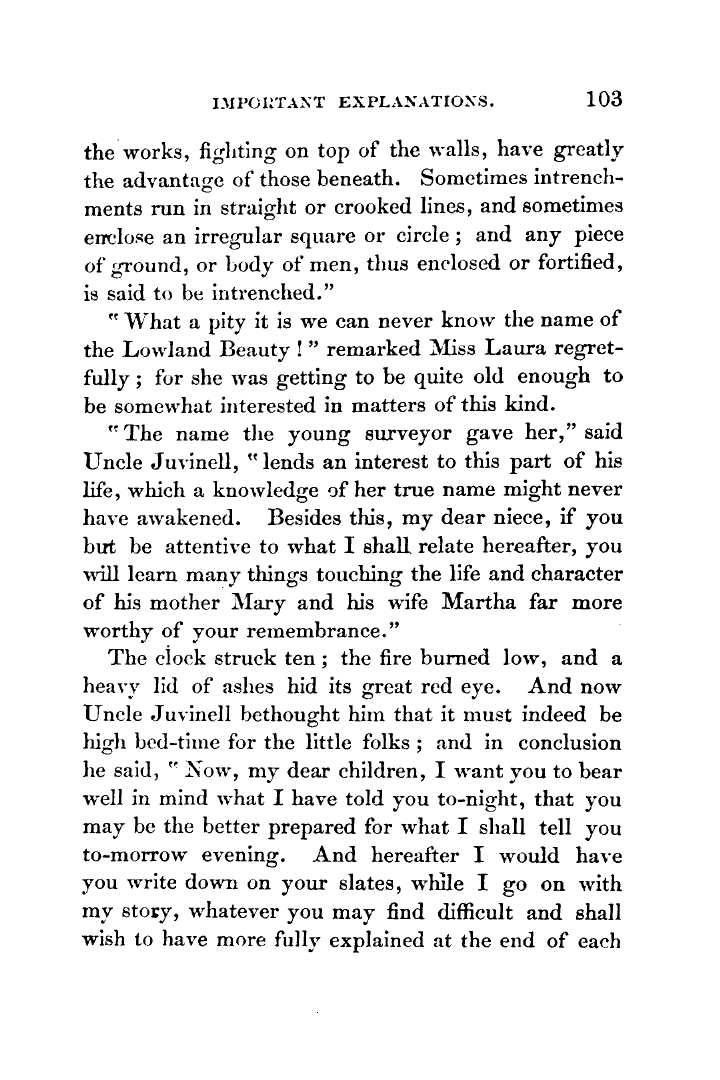 IMPORTANT EXPLANATIONS. 103
the works, fighting on top of the walls, have greatly
the advantage of those beneath. Sometimes intrench-
ments run in straight or crooked lines, and sometimes
enclose an irregular square or circle ; and any piece
of ground, or body of men, thus enclosed or fortified,
is said to be intrenched.”
“ What a pity it is we can never know the name of
the Lowland Beauty ! ” remarked Miss Laura regret-
fully ; for she was getting to be quite old enough to
be somewhat interested in matters of this kind.
“ The name the young surveyor gave her,” said
Uncle Juvinell, “ lends an interest to this part of his
life, which a knowledge of her true name might never
have awakened. Besides this, my dear niece, if you
but be attentive to what I shall relate hereafter, you
will learn many things touching the life and character
of his mother Mary and his wife Martha far more
worthy of your remembrance.”
The clock struck ten ; the fire burned low, and a
heavy lid of ashes hid its great red eye. And now
Uncle Juvinell bethought him that it must indeed be
high bed-time for the little folks ; and in conclusion
he said, “ Now, my dear children, I want you to bear
well in mind what I have told you to-night, that you
may be the better prepared for what I shall tell you
to-morrow evening. And hereafter I would have
you write down on your slates, while I go on with
my story, whatever you may find difficult and shall
wish to have more fully explained at the end of each